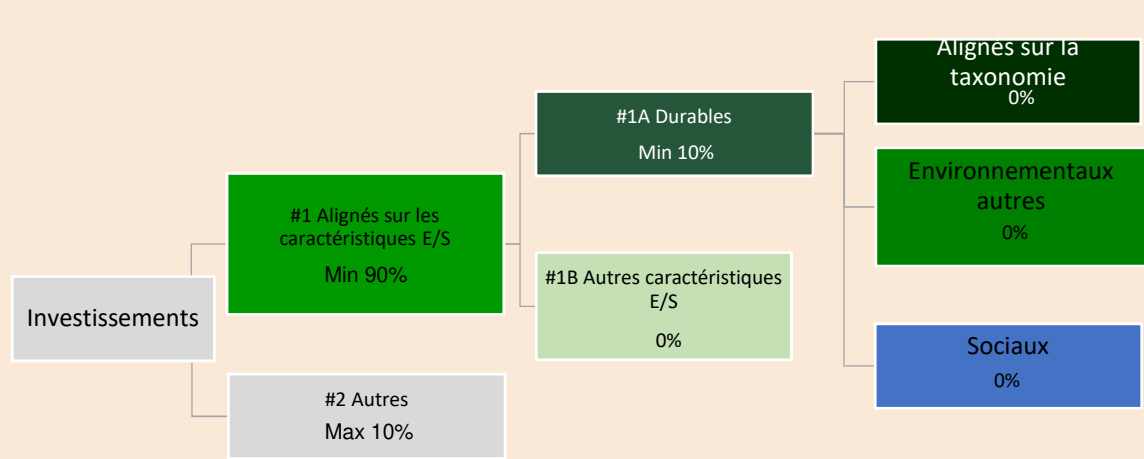 Investissements
#1 Alignés sur les
caractéristiques E/S
Min 90%
#2 Autres
Max 10%
#1A Durables
Min 10%
#1B Autres caractéristiques
E/S
0%
Alignés sur la
taxonomie
0%
Environnementaux
autres
0%
Sociaux
0%